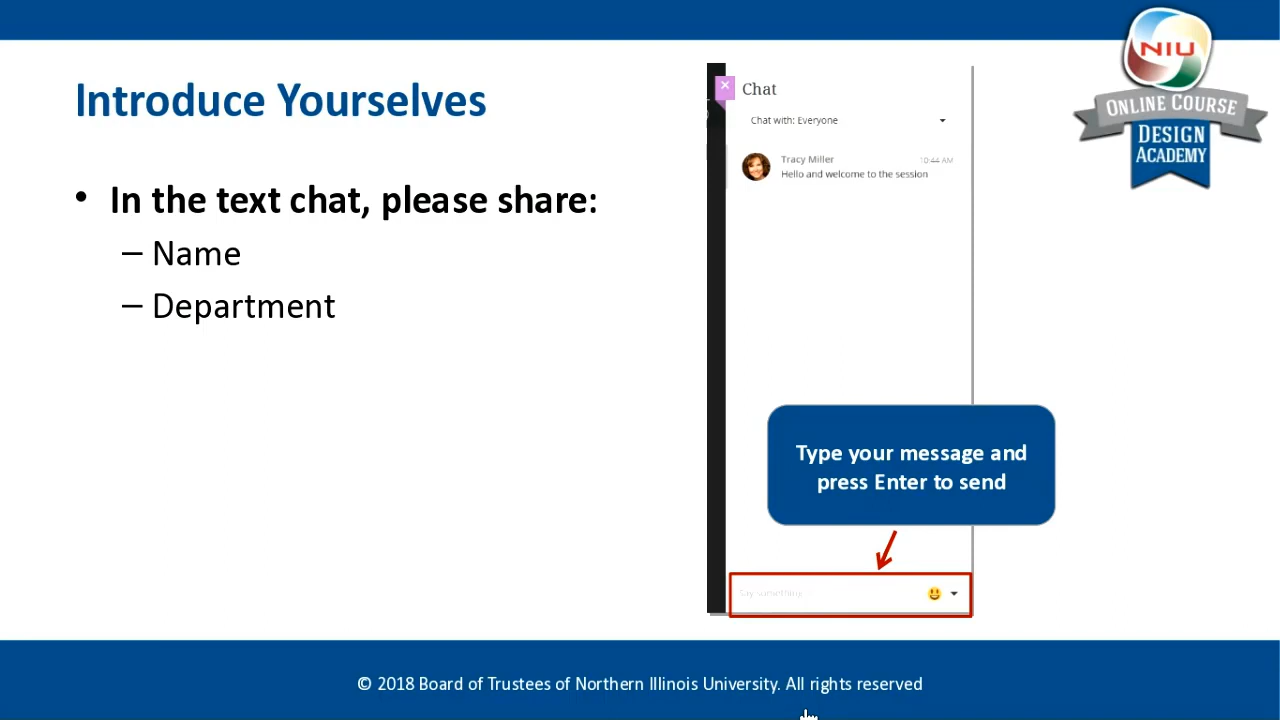 Introduce Yourselves
• In the text chat, please share:
– Name
– Department
NIU
ONLINE COURSE
DESIGN
ACADEMY
Chat
Chat with: Everyone
Tracy Miller 10:44 AM
Hello and welcome to the session
Type your message and
press Enter to send
Say something
© 2018 Board of Trustees of Northern Illinois University. All rights reserved